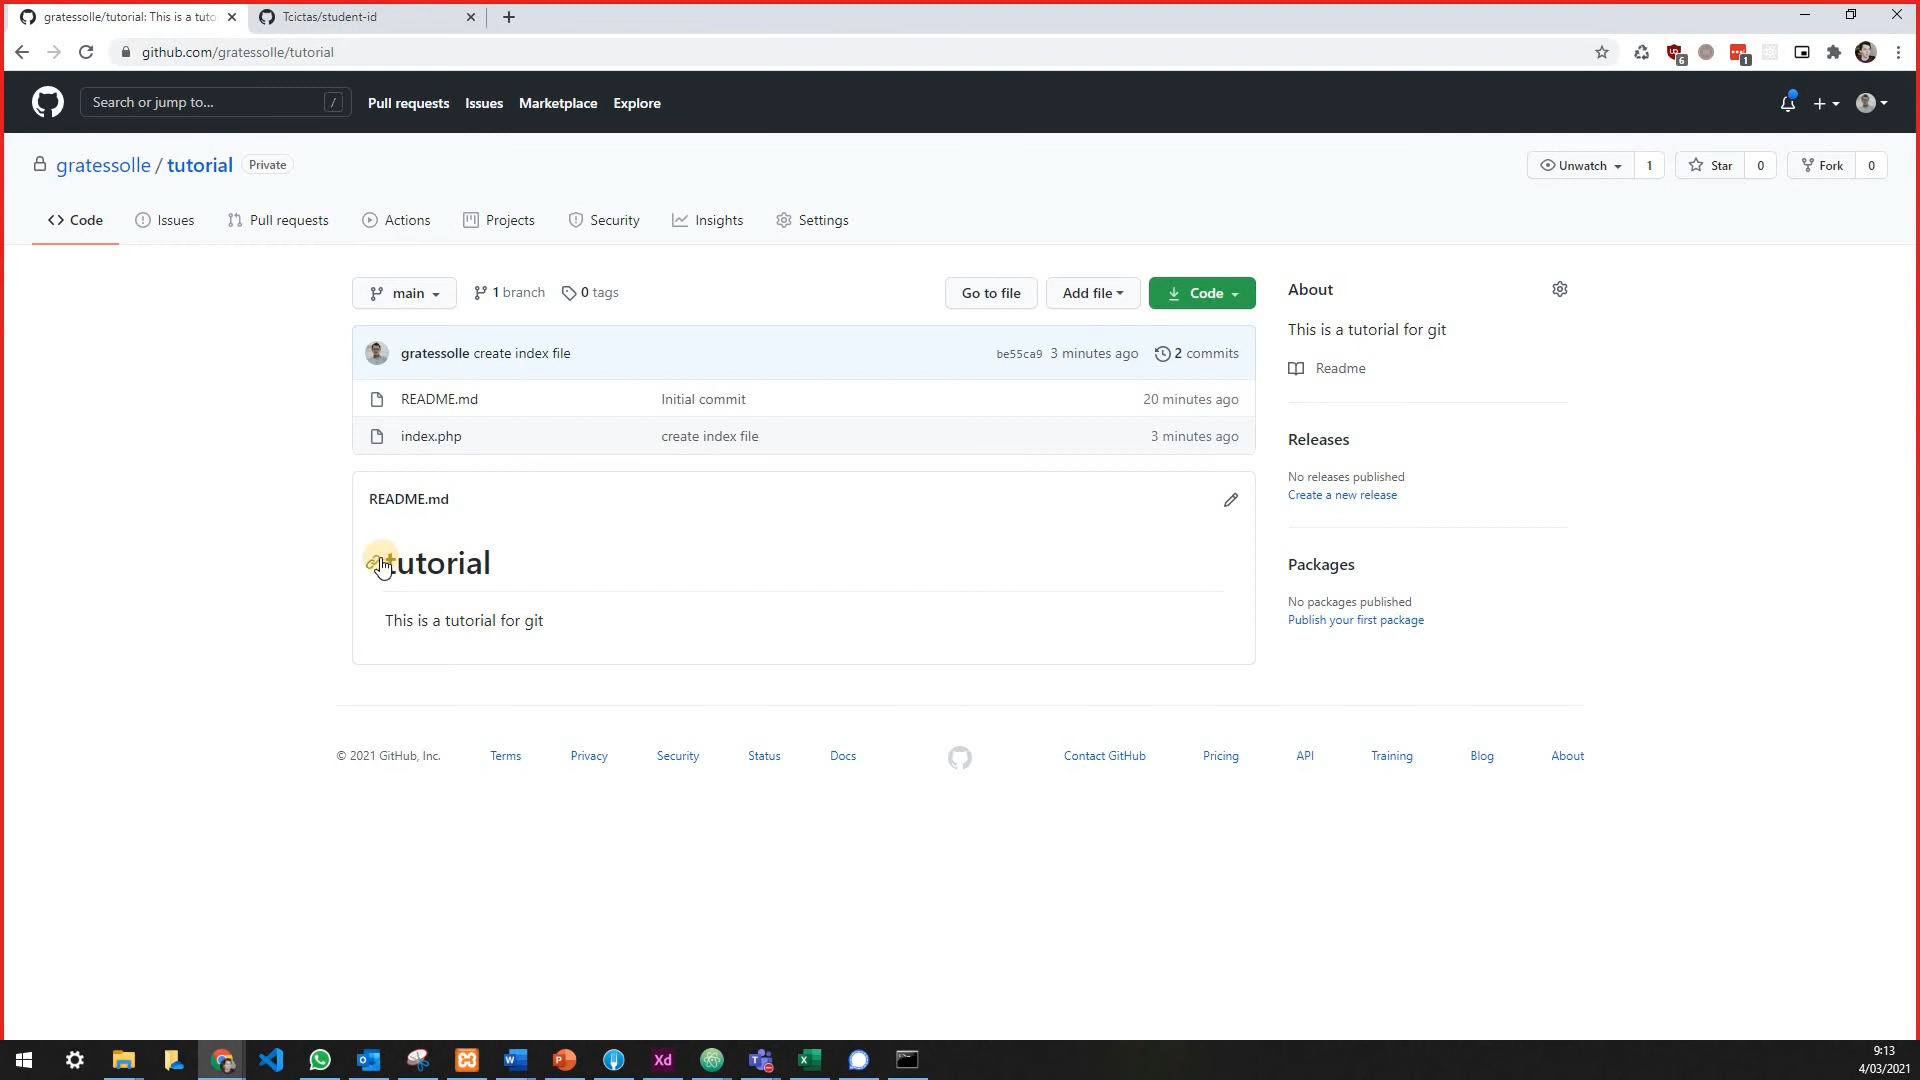 gratessolle/tutorial: This is a tuto
Tcictas/student-id
github.com/gratessolle/tutorial
6
1
Search or jump to...
/
Pull requests
Issues
Marketplace
Explore
gratessolle / tutorial
Private
Unwatch
1
Star
0
Fork
0
Code
Issues
Pull requests
Actions
Projects
Security
Insights
Settings
main
1 branch
0 tags
Go to file
Add file
Code
gratessolle create index file
be55ca9
3 minutes ago
2 commits
README.md
Initial commit
20 minutes ago
index.php
create index file
3 minutes ago
README.md
tutorial
This is a tutorial for git
About
This is a tutorial for git
Readme
Releases
No releases published
Create a new release
Packages
No packages published
Publish your first package
© 2021 GitHub, Inc.
Terms
Privacy
Security
Status
Docs
Contact GitHub
Pricing
API
Training
Blog
About
Xd
9:13
4/03/2021